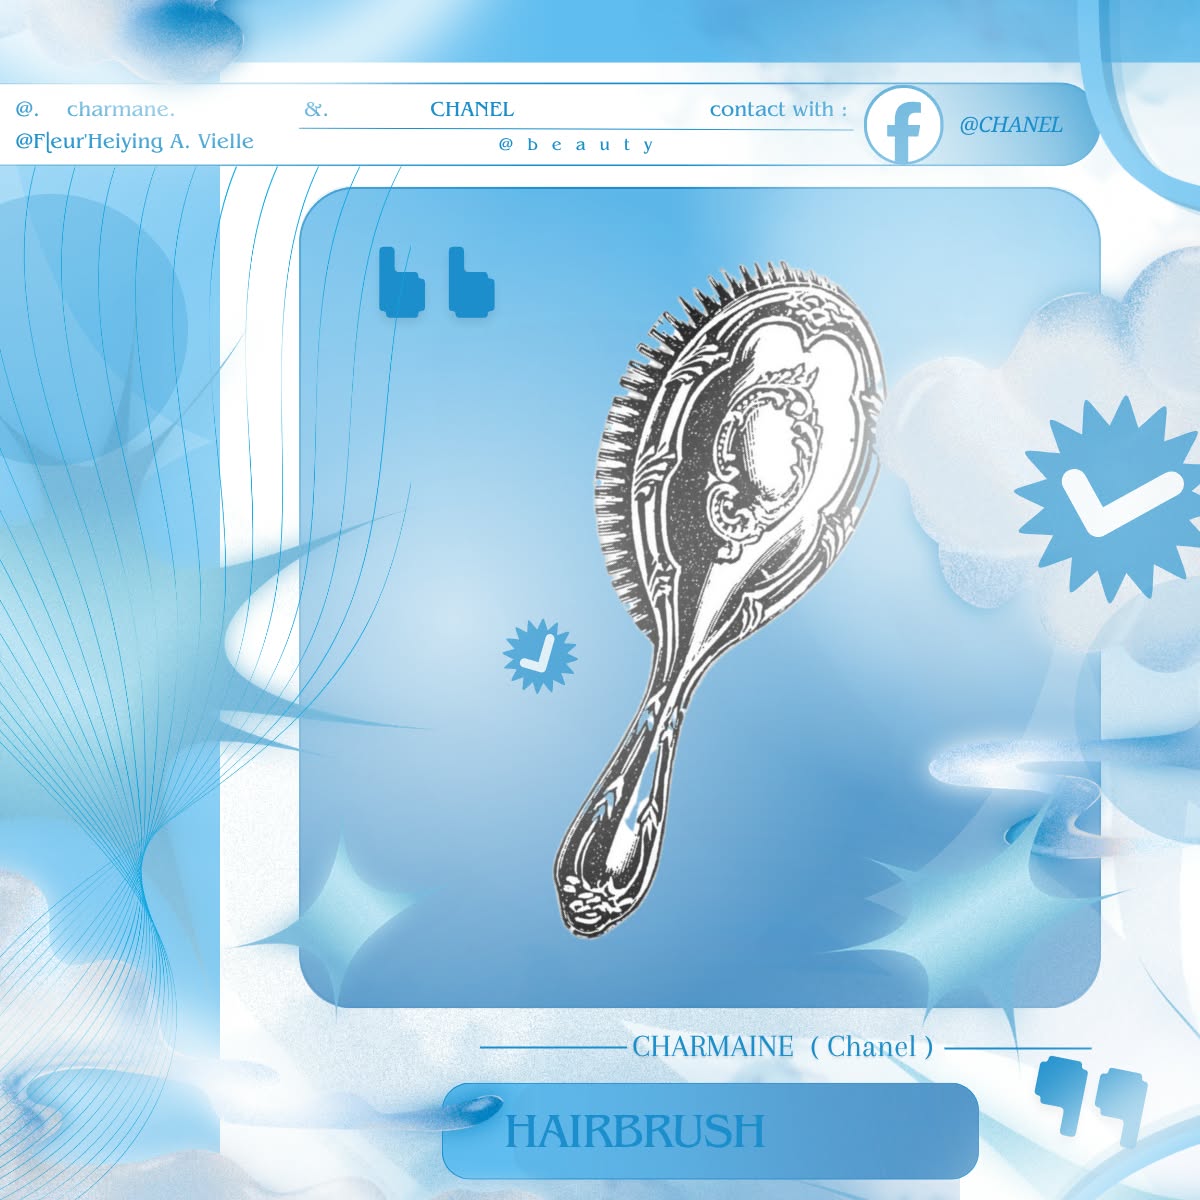 @. charmane. &. CHANEL contact with :
@Fleur'Heiying A. Vielle @ b e a u t y @CHANEL
CHARMAINE ( Chanel )
HAIRBRUSH